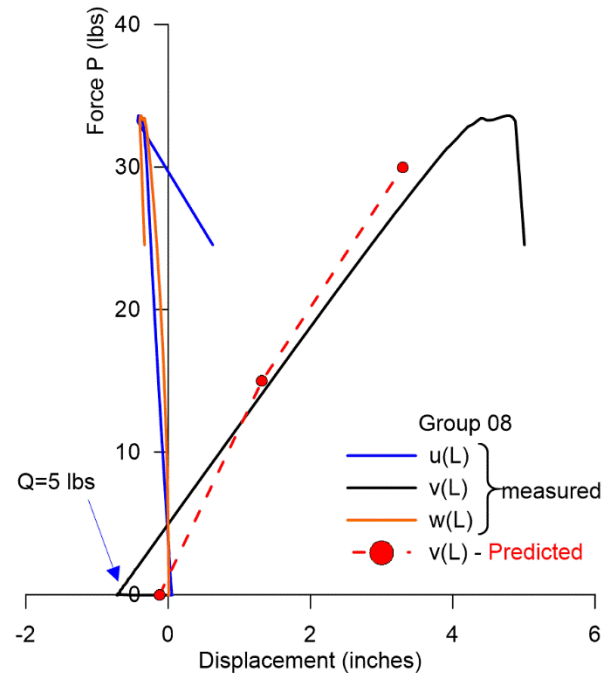 Force P (lbs)
40
30
20
10
0
Q=5 lbs
Group 08
u(L)
v(L)
w(L)
measured
v(L) - Predicted
-2
0
2
4
6
Displacement (inches)